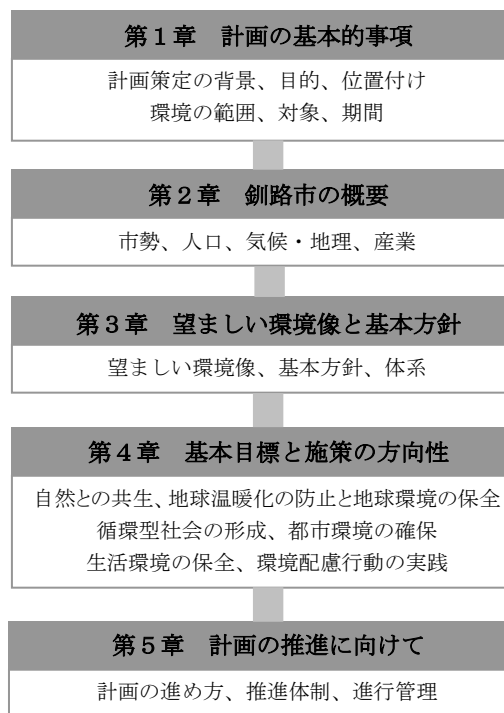 第１章　計画の基本的事項
計画策定の背景、目的、位置付け
環境の範囲、対象、期間
第２章　釧路市の概要
市勢、人口、気候・地理、産業
第３章　望ましい環境像と基本方針
望ましい環境像、基本方針、体系
第４章　基本目標と施策の方向性
自然との共生、地球温暖化の防止と地球環境の保全
循環型社会の形成、都市環境の確保
生活環境の保全、環境配慮行動の実践
第５章　計画の推進に向けて
計画の進め方、推進体制、進行管理